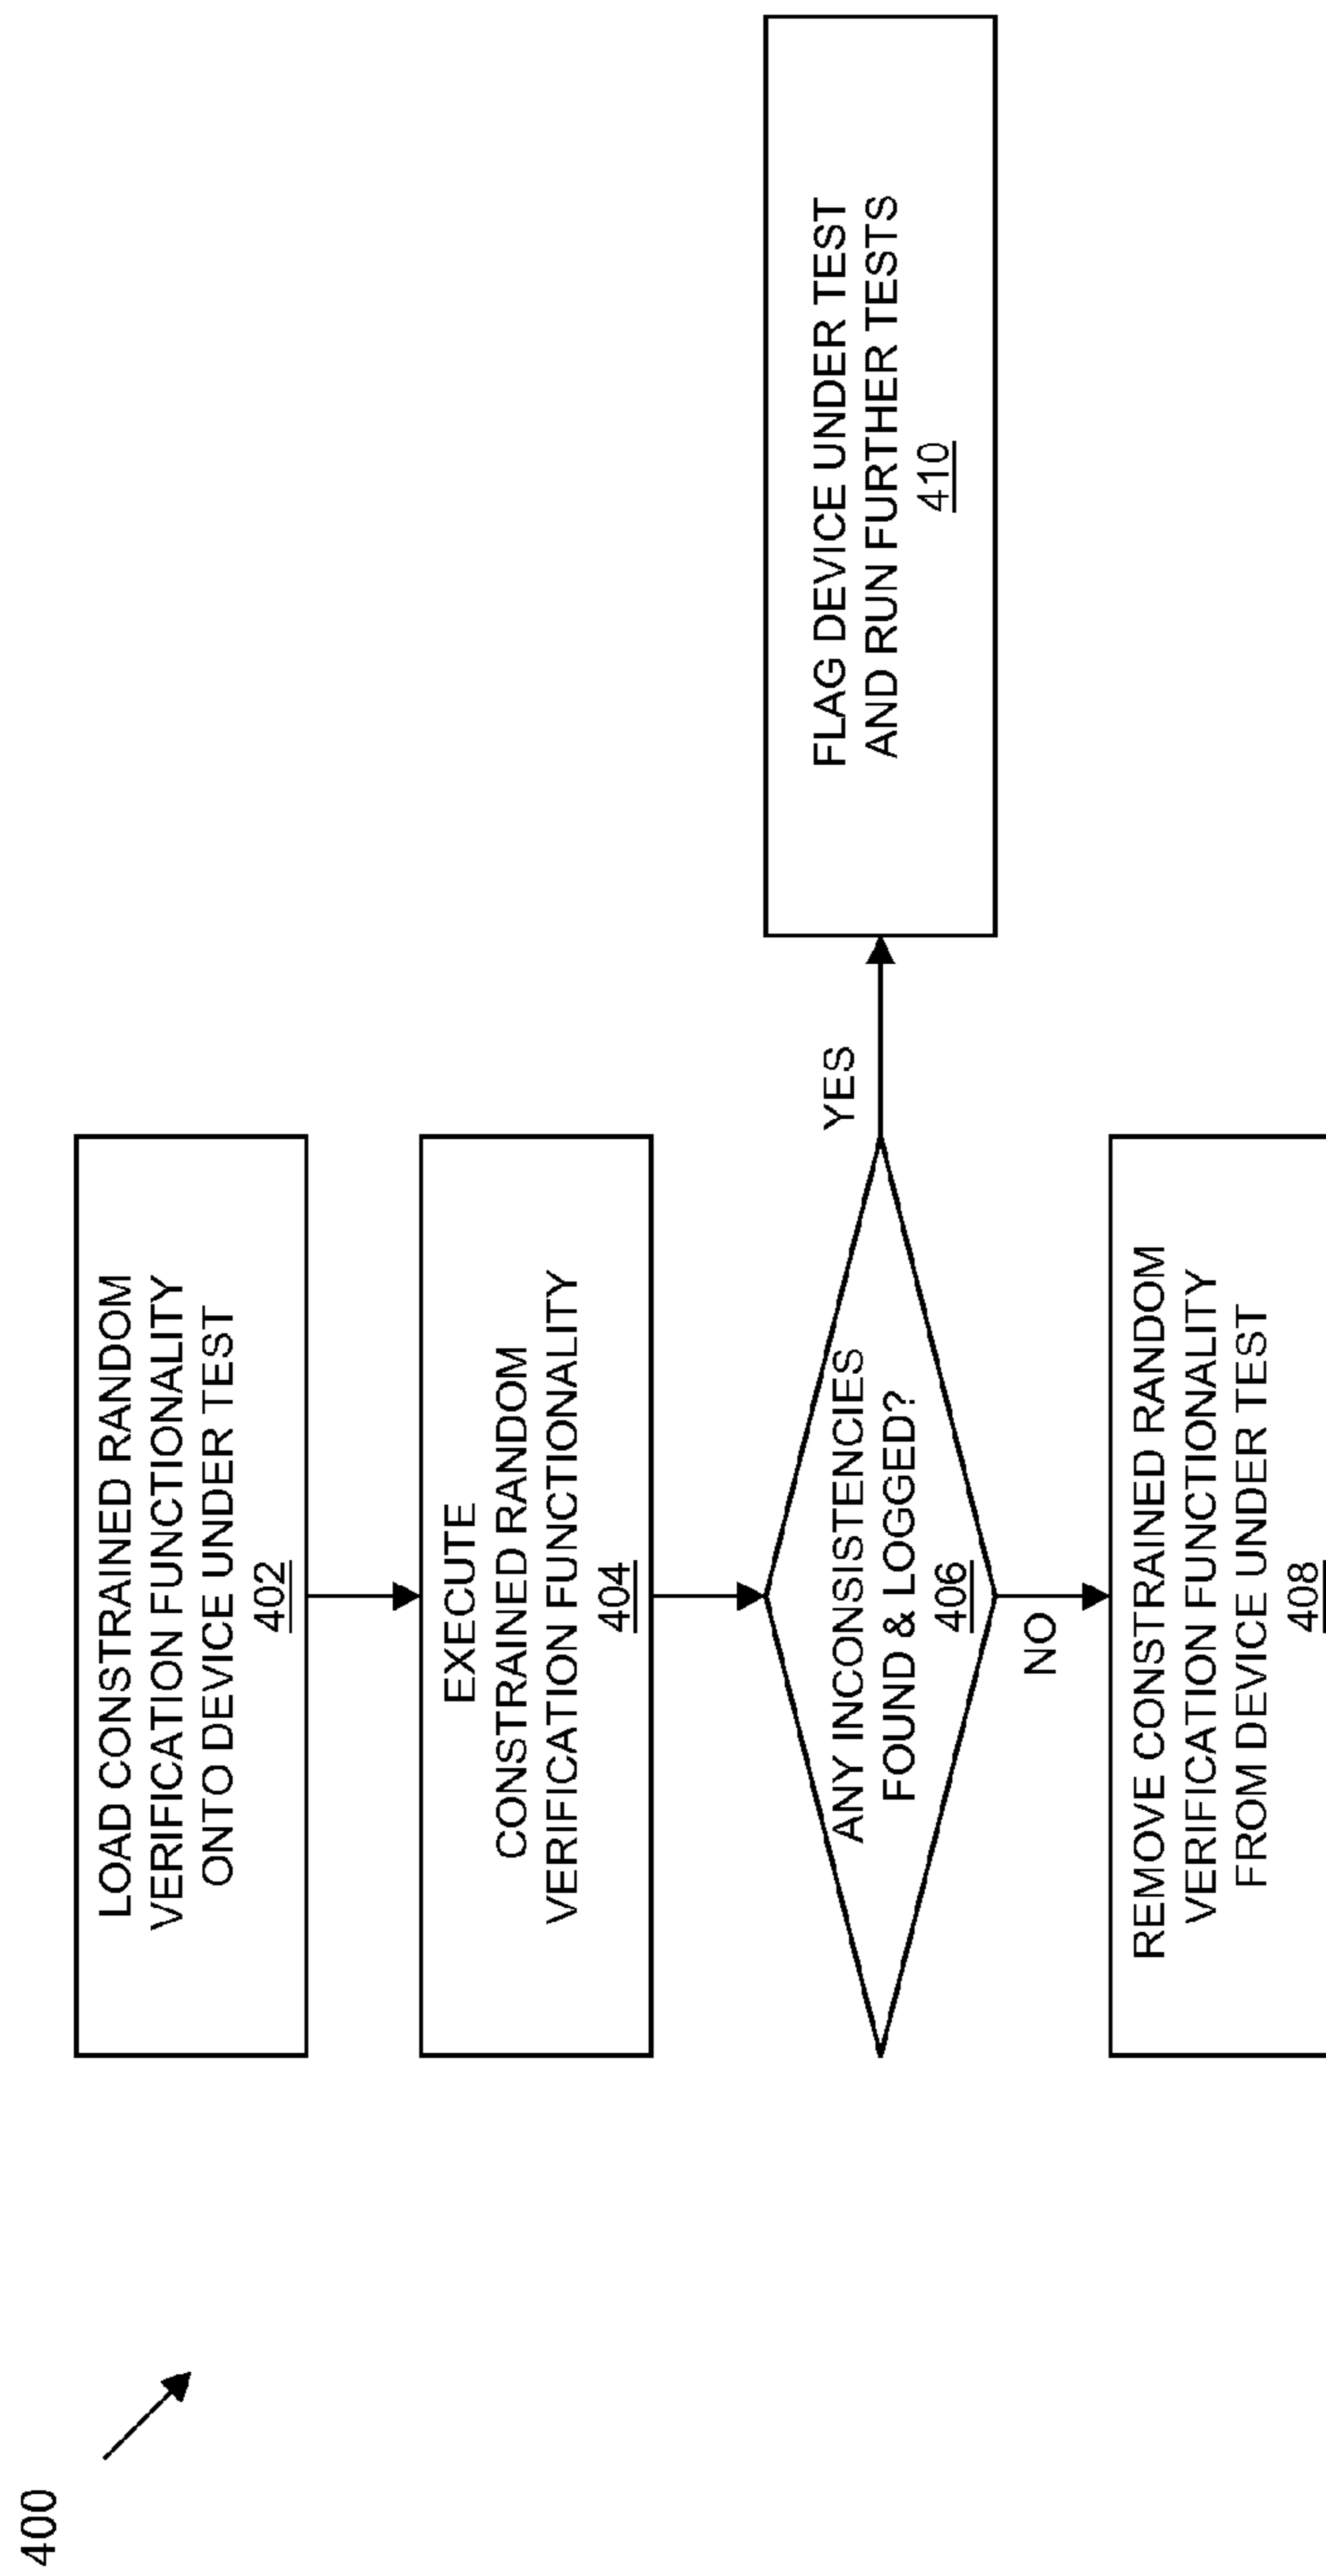 400
LOAD CONSTRAINED RANDOM
VERIFICATION FUNCTIONALITY
ONTO DEVICE UNDER TEST
402
EXECUTE
CONSTRAINED RANDOM
VERIFICATION FUNCTIONALITY
404
ANY INCONSISTENCIES
FOUND & LOGGED?
406
YES
FLAG DEVICE UNDER TEST
AND RUN FURTHER TESTS
410
NO
REMOVE CONSTRAINED RANDOM
VERIFICATION FUNCTIONALITY
FROM DEVICE UNDER TEST
408